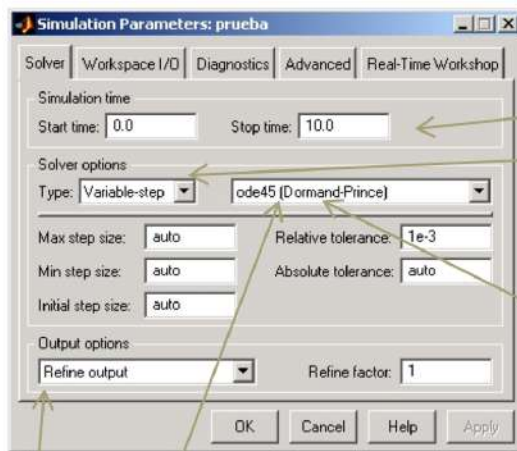 Simulation Parameters: prueba
Solver Workspace I/O Diagnostics Advanced Real-Time Workshop
Simulation time
Start time: 0.0 Stop time: 10.0
Solver options
Type: Variable-step ode45 (Dormand-Prince)
Max step size: auto Relative tolerance: 1e-3
Min step size: auto Absolute tolerance: auto
Initial step size: auto
Output options
Refine output Refine factor: 1
OK Cancel Help Apply